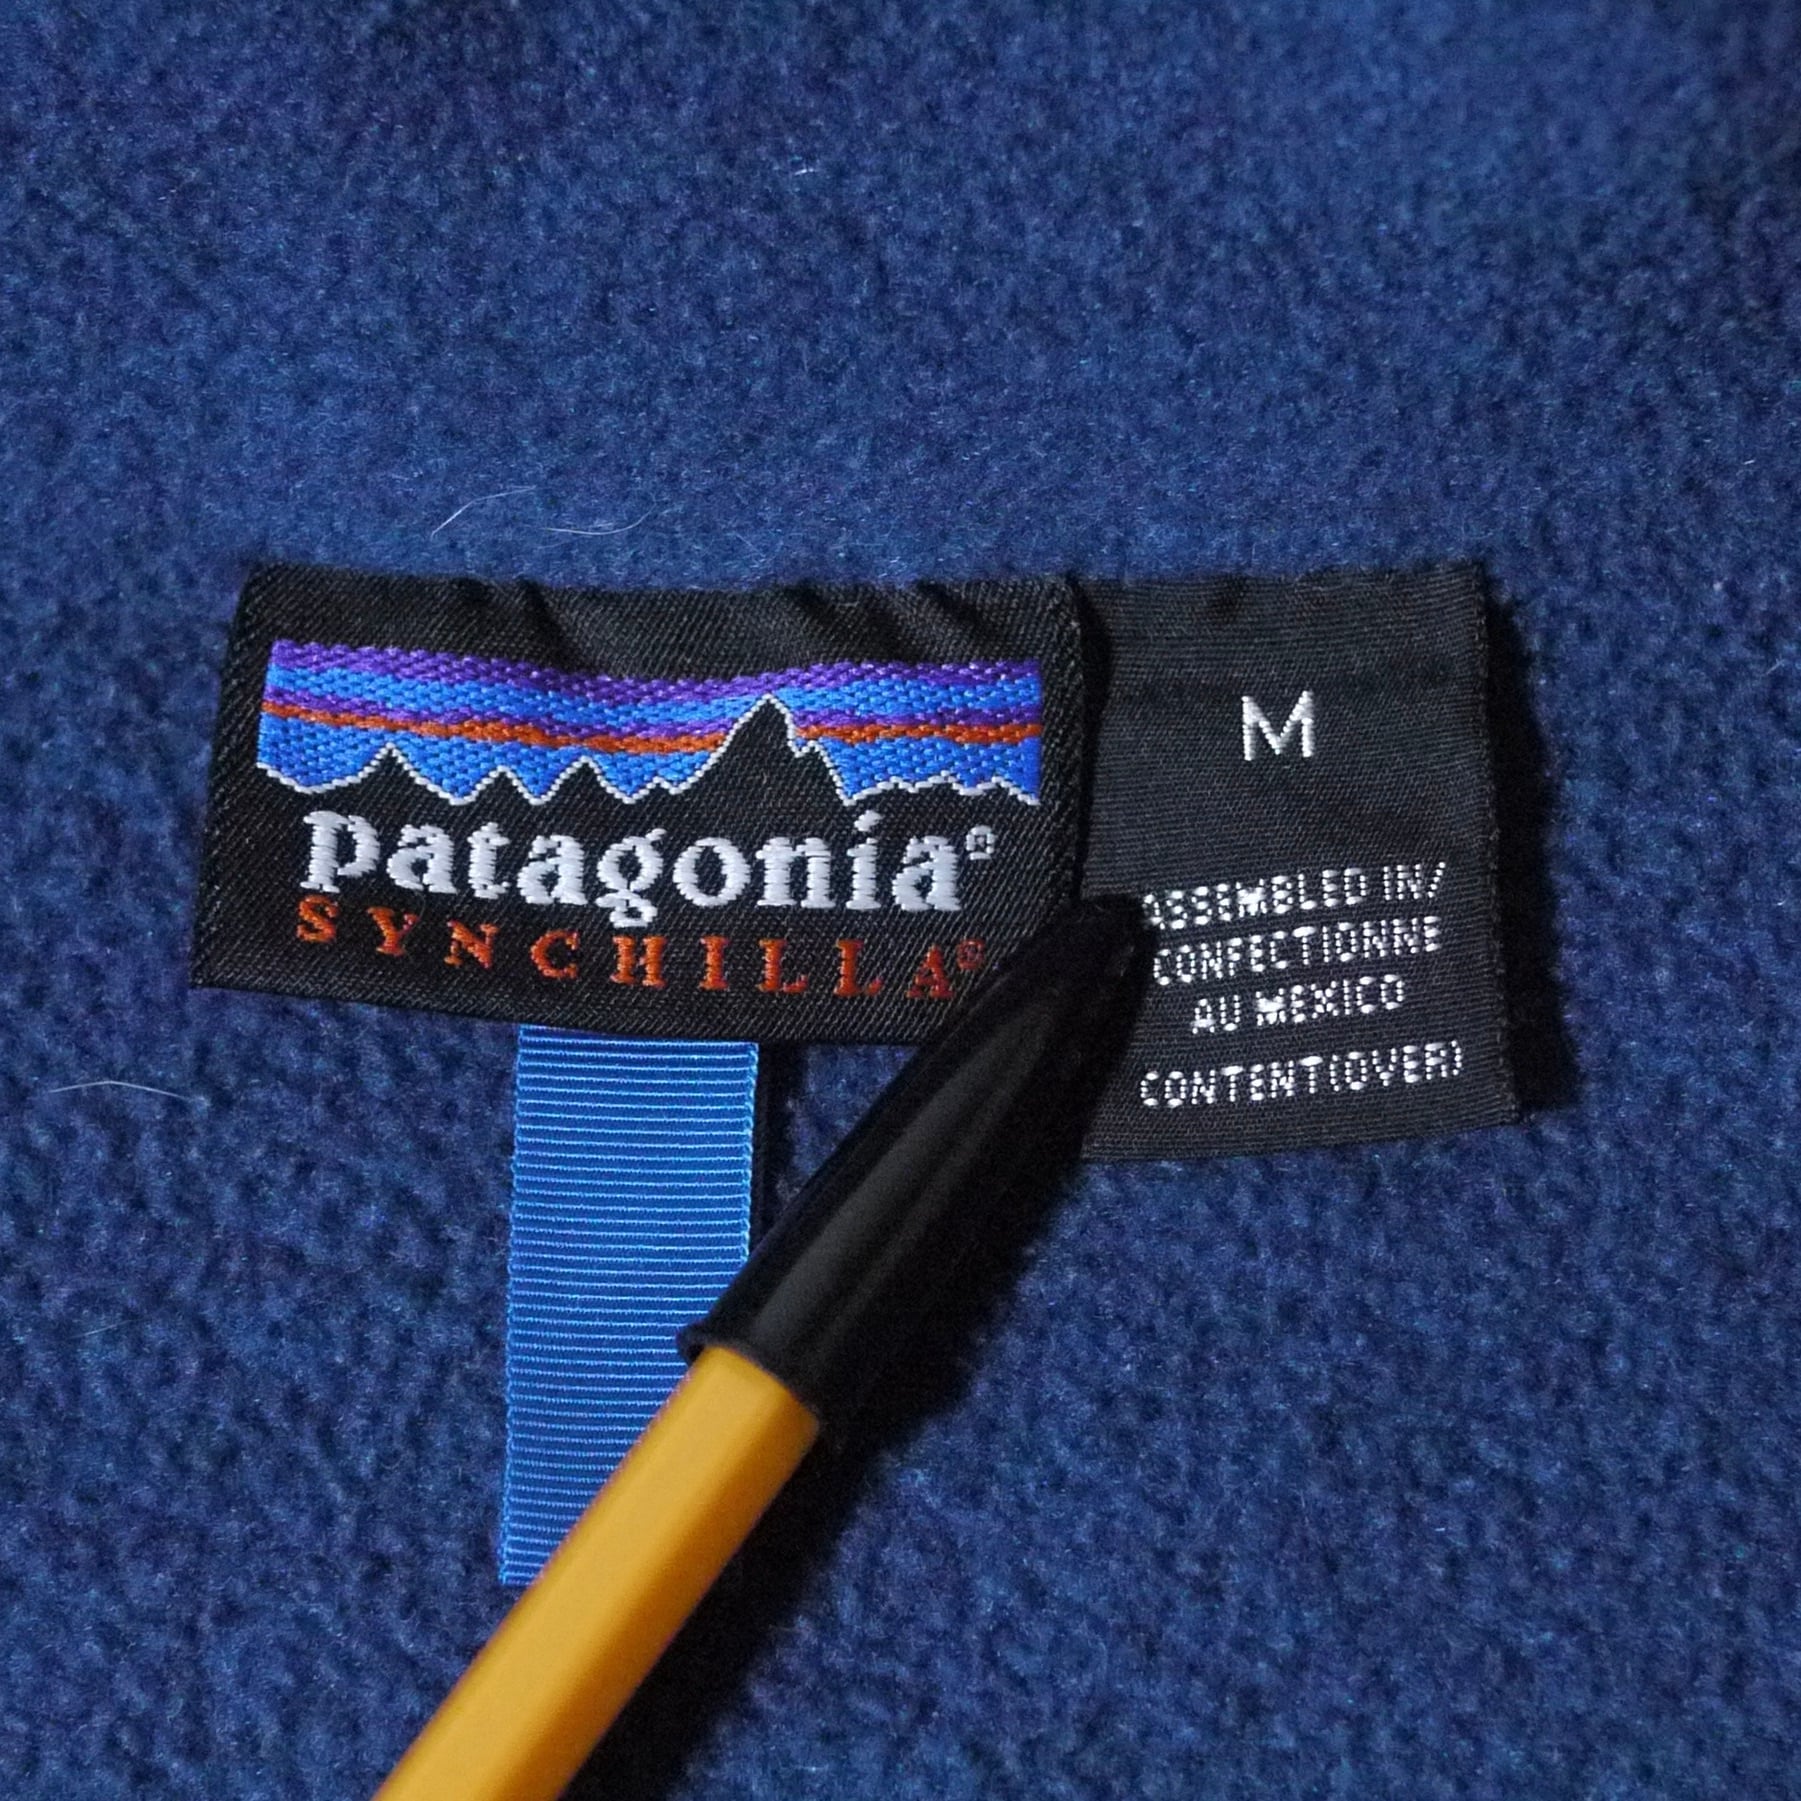 patagonia®
SYNCHILLA®
M
ASSEMBLED IN/
CONFECTIONNE
AU MEXICO
CONTENT(OVER)